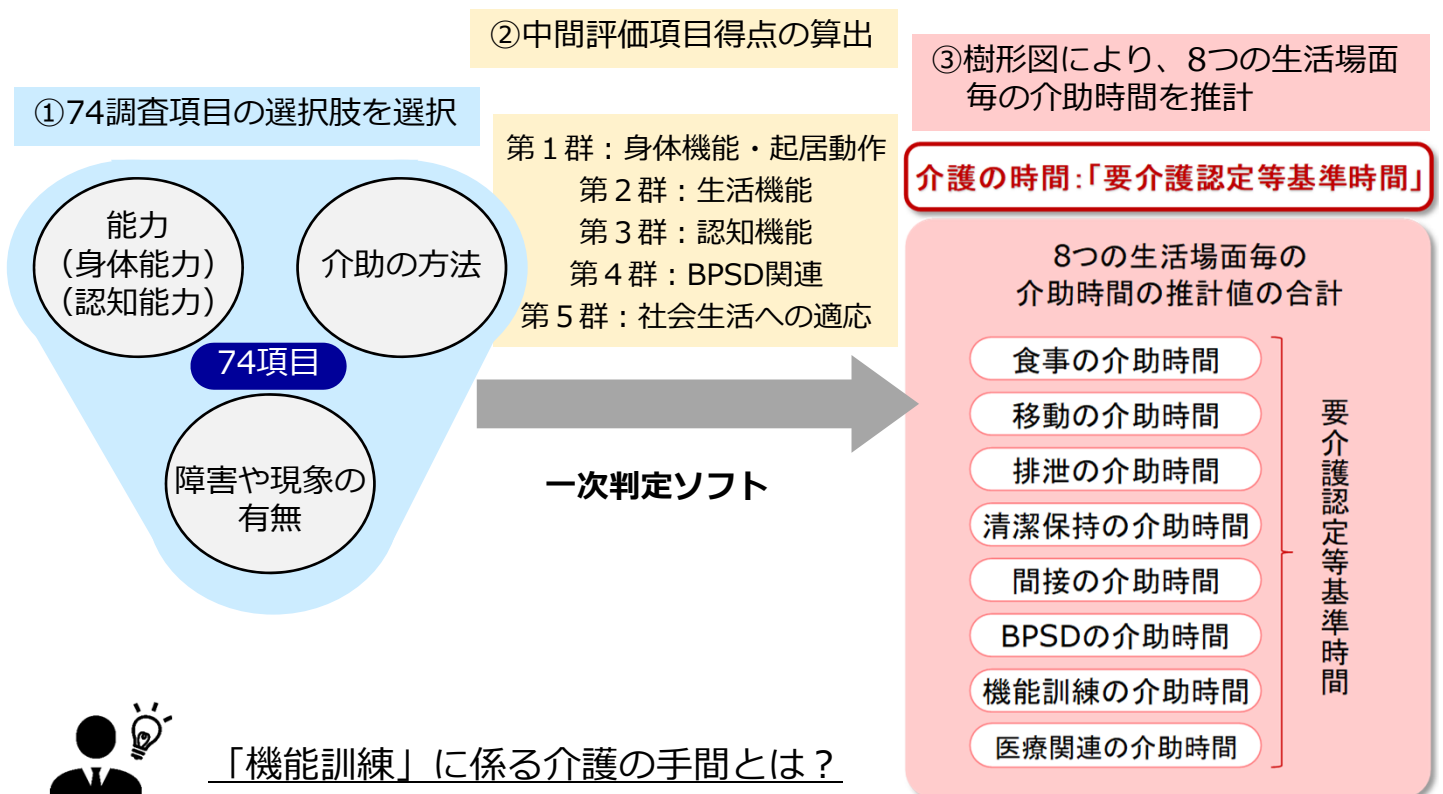 ①74調査項目の選択肢を選択
能力
（身体能力）
（認知能力）
介助の方法
74項目
障害や現象の
有無
②中間評価項目得点の算出
第１群：身体機能・起居動作
第２群：生活機能
第３群：認知機能
第４群：BPSD関連
第５群：社会生活への適応
一次判定ソフト
③樹形図により、8つの生活場面
毎の介助時間を推計
介護の時間：「要介護認定等基準時間」
8つの生活場面毎の
介助時間の推計値の合計
食事の介助時間
移動の介助時間
排泄の介助時間
清潔保持の介助時間
間接の介助時間
BPSDの介助時間
機能訓練の介助時間
医療関連の介助時間
要介護認定等基準時間
「機能訓練」に係る介護の手間とは？